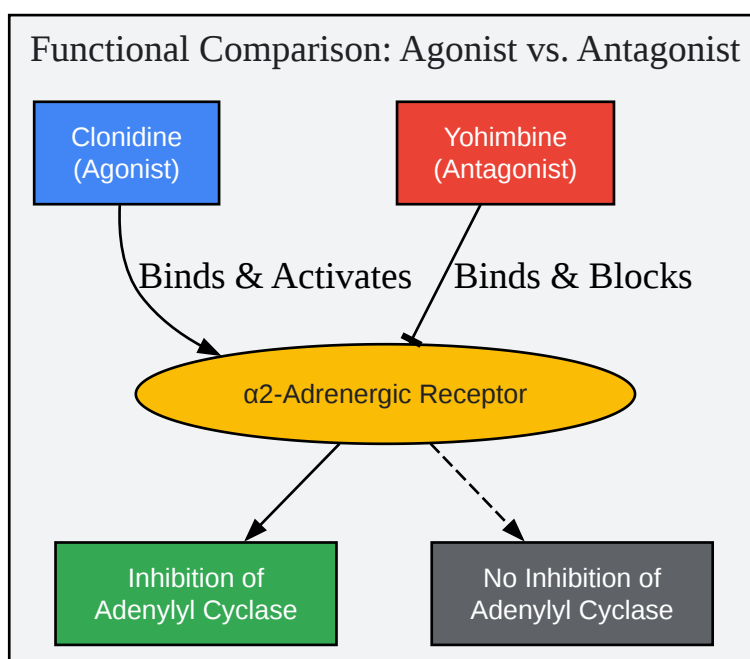 Functional Comparison: Agonist vs. Antagonist
Clonidine
(Agonist)
Yohimbine
(Antagonist)
Binds & Activates
Binds & Blocks
α2-Adrenergic Receptor
Inhibition of
Adenylyl Cyclase
No Inhibition of
Adenylyl Cyclase